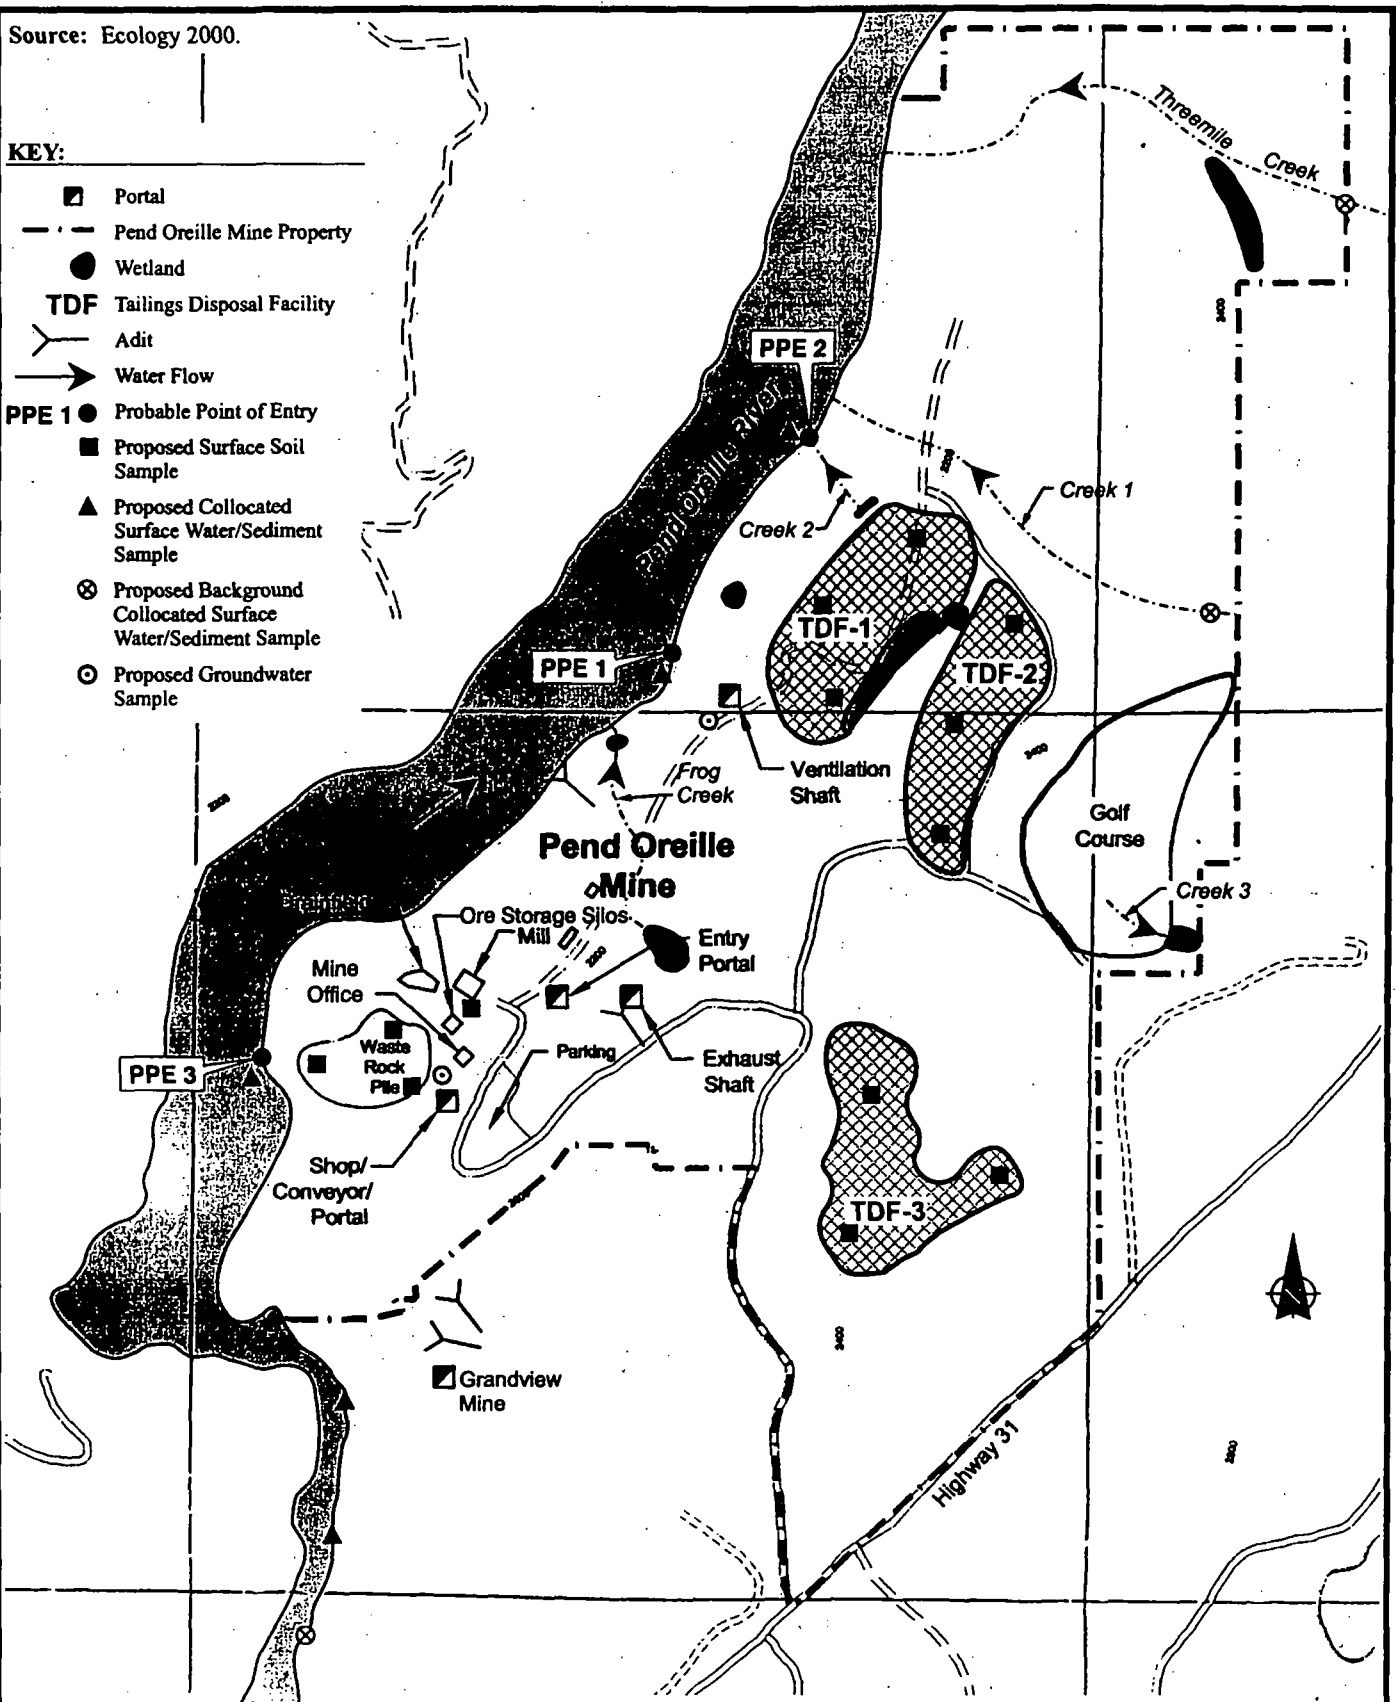 Source: Ecology 2000.
KEY:
Portal
Pend Oreille Mine Property
Wetland
TDF Tailings Disposal Facility
Adit
Water Flow
PPE 1 Probable Point of Entry
Proposed Surface Soil
Sample
Proposed Collocated
Surface Water/Sediment
Sample
Proposed Background
Collocated Surface
Water/Sediment Sample
Proposed Groundwater
Sample
Threemile
Creek
2400
PPE 2
Pend Oreille River
Creek 1
Creek 2
TDF-1
TDF-2
PPE 1
2400
Ventilation
Shaft
Frog
Creek
Golf
Course
Pend Oreille
Mine
Creek 3
Drainfield
Ore Storage Silos
Mill
Entry
Portal
Mine
Office
Waste
Rock
Pile
Parking
Exhaust
Shaft
PPE 3
Shop/
Conveyor/
Portal
2400
TDF-3
2400
Grandview
Mine
Highway 31